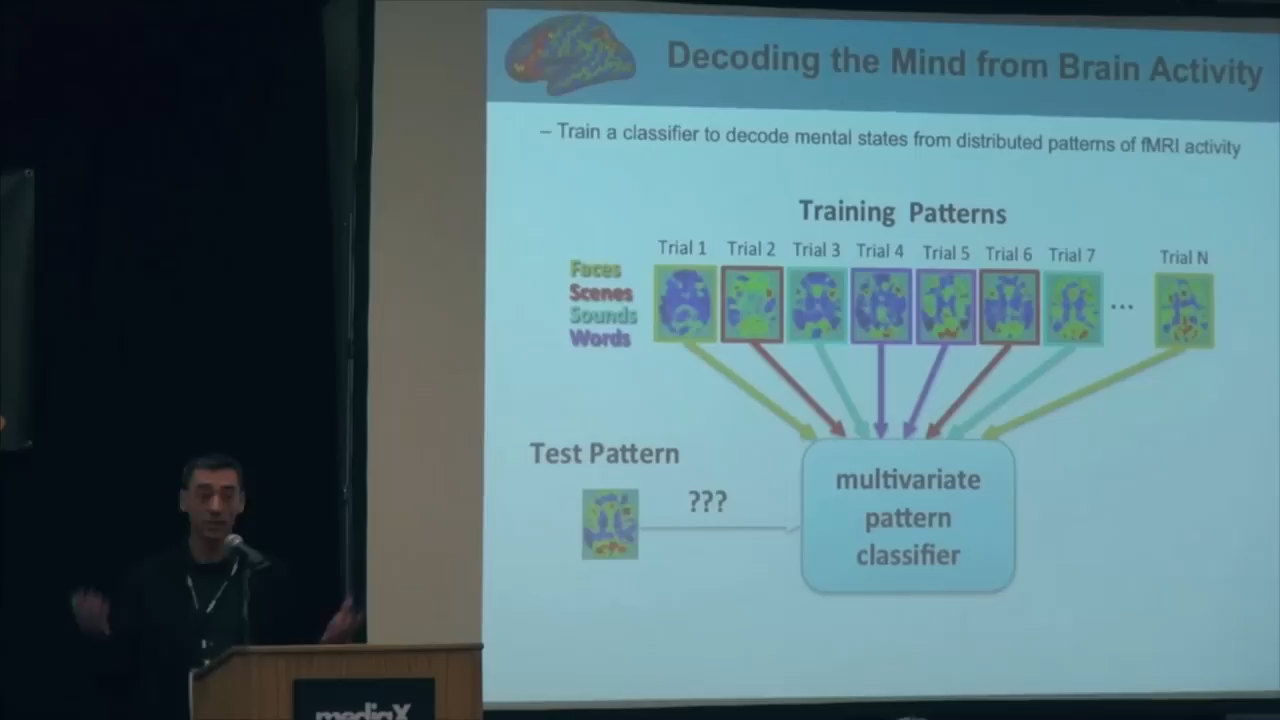 Decoding the Mind from Brain Activity
– Train a classifier to decode mental states from distributed patterns of fMRI activity
Training Patterns
Trial 1 Trial 2 Trial 3 Trial 4 Trial 5 Trial 6 Trial 7 Trial N
Faces
Scenes
Sounds
Words
...
Test Pattern
???
multivariate
pattern
classifier
mediaX